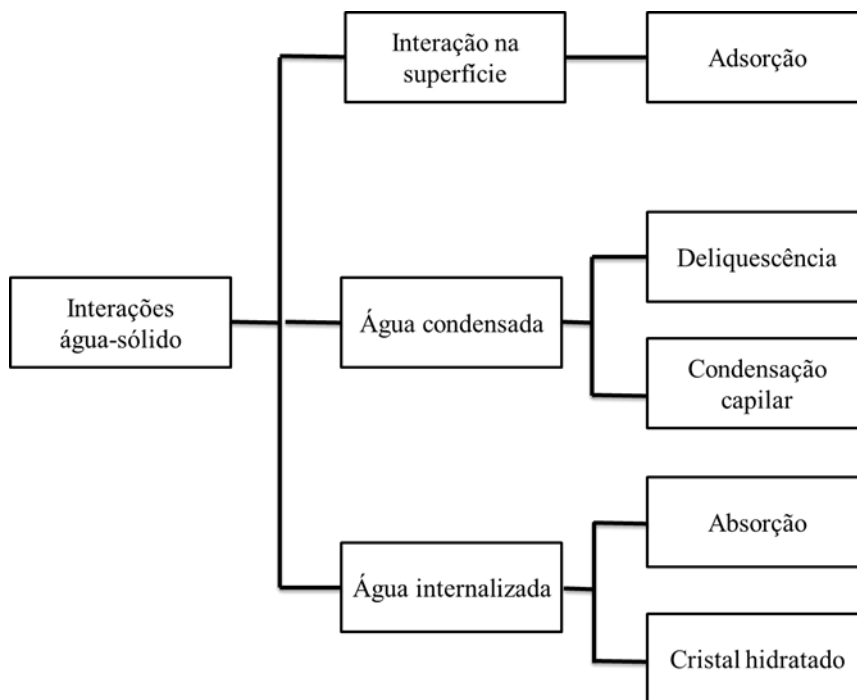 Interação na
superfície
Adsorção
Deliquescência
Interações
água-sólido
Água condensada
Condensação
capilar
Absorção
Água internalizada
Cristal hidratado